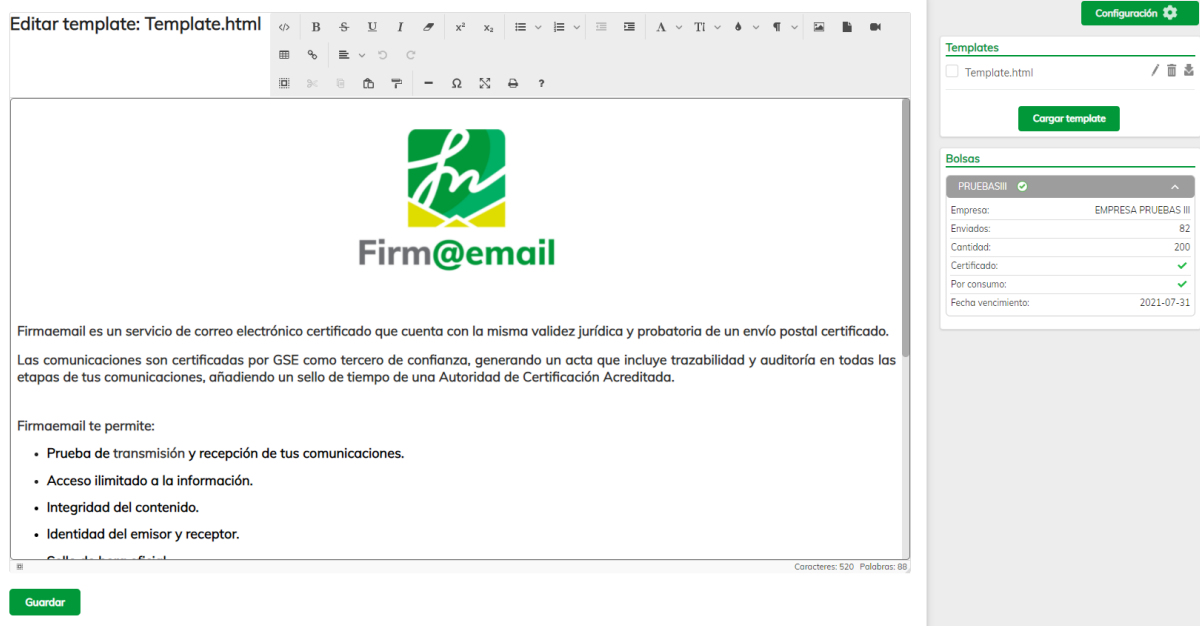 Editar template: Template.html
Configuración
Firm@email
Firmaemail es un servicio de correo electrónico certificado que cuenta con la misma validez jurídica y probatoria de un envío postal certificado.
Las comunicaciones son certificadas por GSE como tercero de confianza, generando un acta que incluye trazabilidad y auditoría en todas las
etapas de tus comunicaciones, añadiendo un sello de tiempo de una Autoridad de Certificación Acreditada.
Firmaemail te permite:
• Prueba de transmisión y recepción de tus comunicaciones.
• Acceso ilimitado a la información.
• Integridad del contenido.
• Identidad del emisor y receptor.
Caracteres: 520 Palabras: 88
Guardar
Templates
Template.html
Cargar template
Bolsas
PRUEBASIII
Empresa: EMPRESA PRUEBAS III
Enviados: 82
Cantidad: 200
Certificado:
Por consumo:
Fecha vencimiento: 2021-07-31